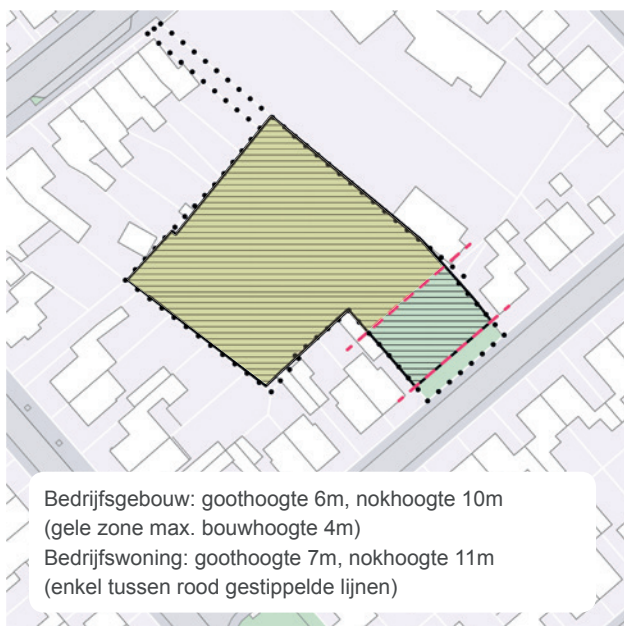 Bedrijfsgebouw: goothoogte 6m, nokhoogte 10m
(gele zone max. bouwhoogte 4m)
Bedrijfswoning: goothoogte 7m, nokhoogte 11m
(enkel tussen rood gestippelde lijnen)